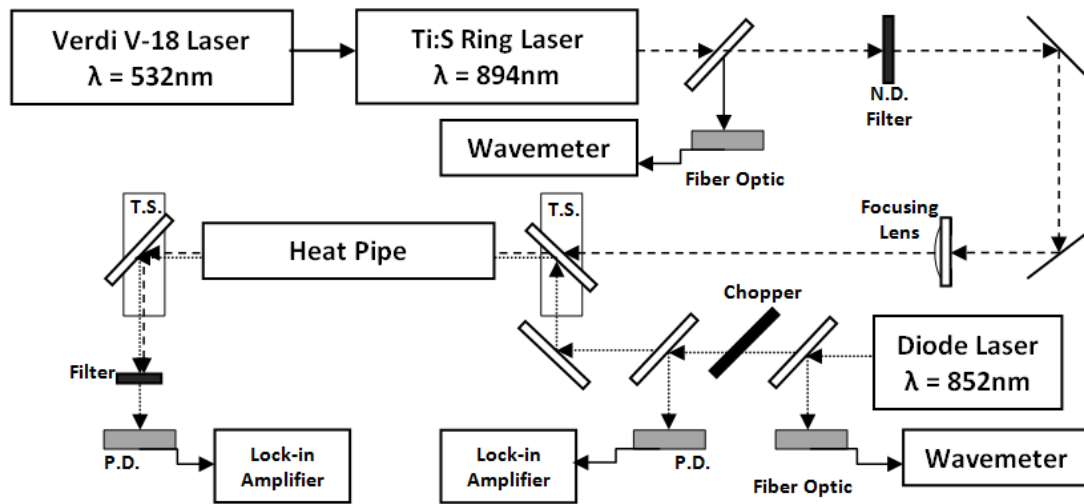 Verdi V-18 Laser
λ = 532nm
Ti:S Ring Laser
λ = 894nm
N.D.
Filter
Wavemeter
Fiber Optic
T.S.
T.S.
Focusing
Lens
Heat Pipe
Chopper
Diode Laser
λ = 852nm
Filter
P.D.
Lock-in
Amplifier
Lock-in
Amplifier
P.D.
Fiber Optic
Wavemeter